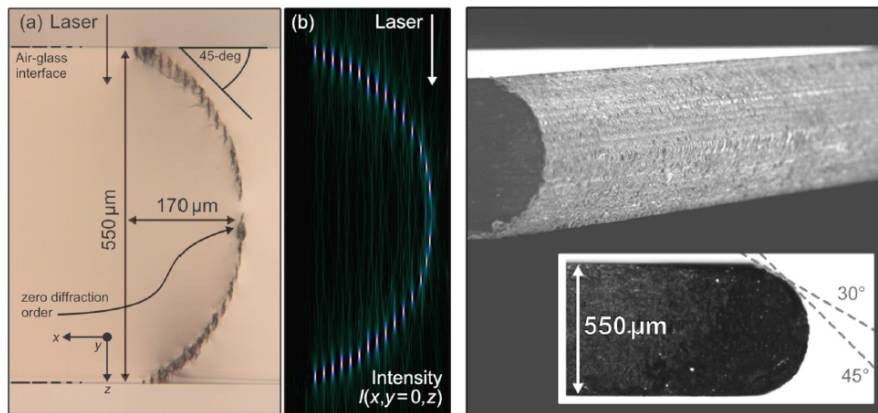 (a) Laser
Air-glass
interface
45-deg
550 µm
170 µm
zero diffraction
order
x
y
z
(b) Laser
Intensity
I(x,y=0,z)
550 µm
30°
45°